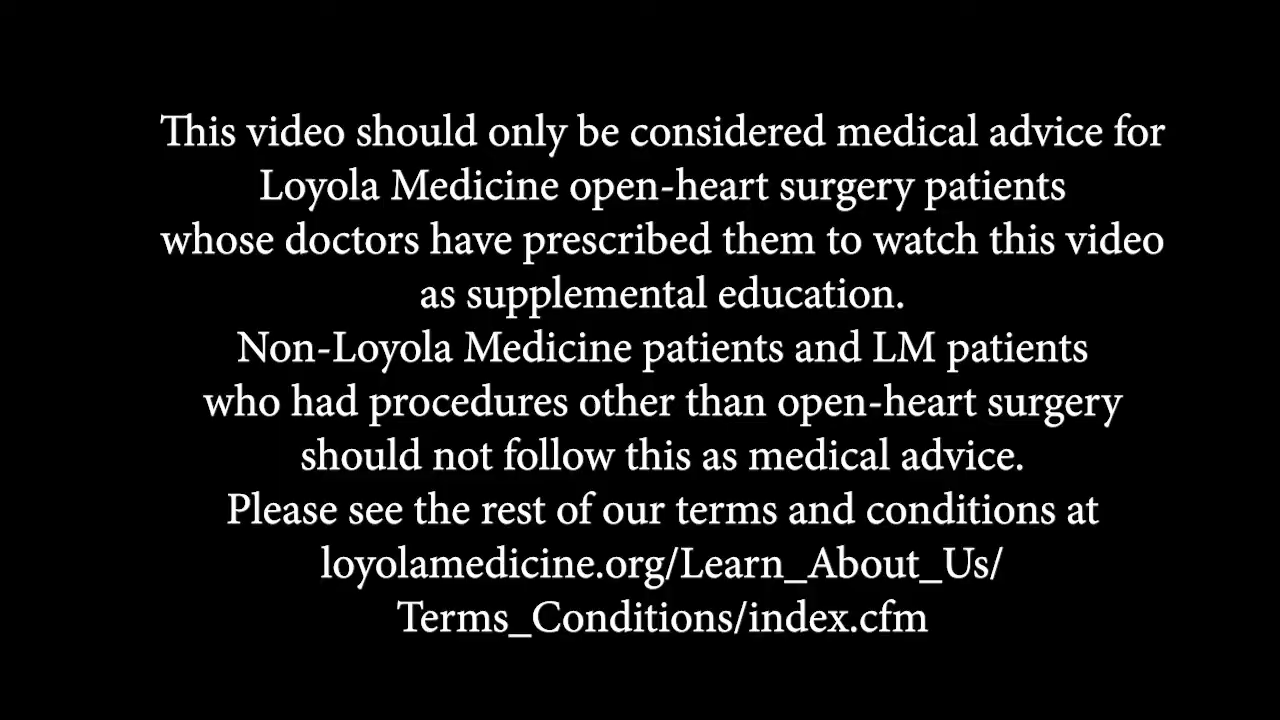 This video should only be considered medical advice for
Loyola Medicine open-heart surgery patients
whose doctors have prescribed them to watch this video
as supplemental education.
Non-Loyola Medicine patients and LM patients
who had procedures other than open-heart surgery
should not follow this as medical advice.
Please see the rest of our terms and conditions at
loyolamedicine.org/Learn_About_Us/
Terms_Conditions/index.cfm